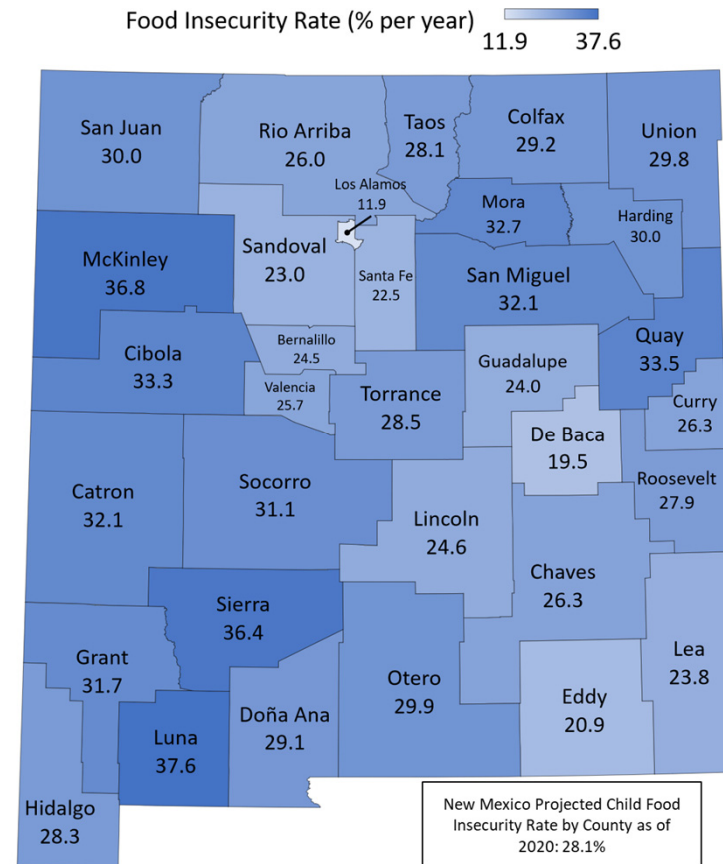 Food Insecurity Rate (% per year)
11.9 37.6
San Juan
30.0
Rio Arriba
26.0
Taos
28.1
Colfax
29.2
Union
29.8
Los Alamos
11.9
Mora
32.7
Harding
30.0
McKinley
36.8
Sandoval
23.0
Santa Fe
22.5
San Miguel
32.1
Quay
33.5
Cibola
33.3
Bernalillo
24.5
Valencia
25.7
Torrance
28.5
Guadalupe
24.0
Curry
26.3
De Baca
19.5
Roosevelt
27.9
Catron
32.1
Socorro
31.1
Lincoln
24.6
Chaves
26.3
Sierra
36.4
Grant
31.7
Otero
29.9
Lea
23.8
Eddy
20.9
Luna
37.6
Doña Ana
29.1
Hidalgo
28.3
New Mexico Projected Child Food
Insecurity Rate by County as of
2020: 28.1%